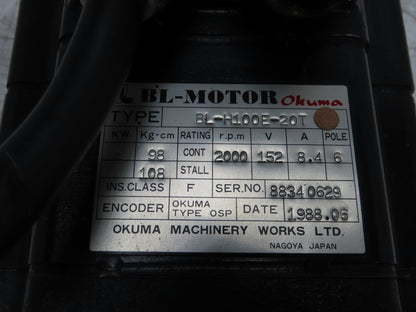 BL-MOTOR Okuma
TYPE BL-H100E-20T
KW Kg-cm RATING r.p.m V A POLE
98 CONT 2000 152 8.4 6
108 STALL
INS.CLASS F SER.NO. 88340629
ENCODER OKUMA TYPE OSP DATE 1988.06
OKUMA MACHINERY WORKS LTD.
NAGOYA JAPAN